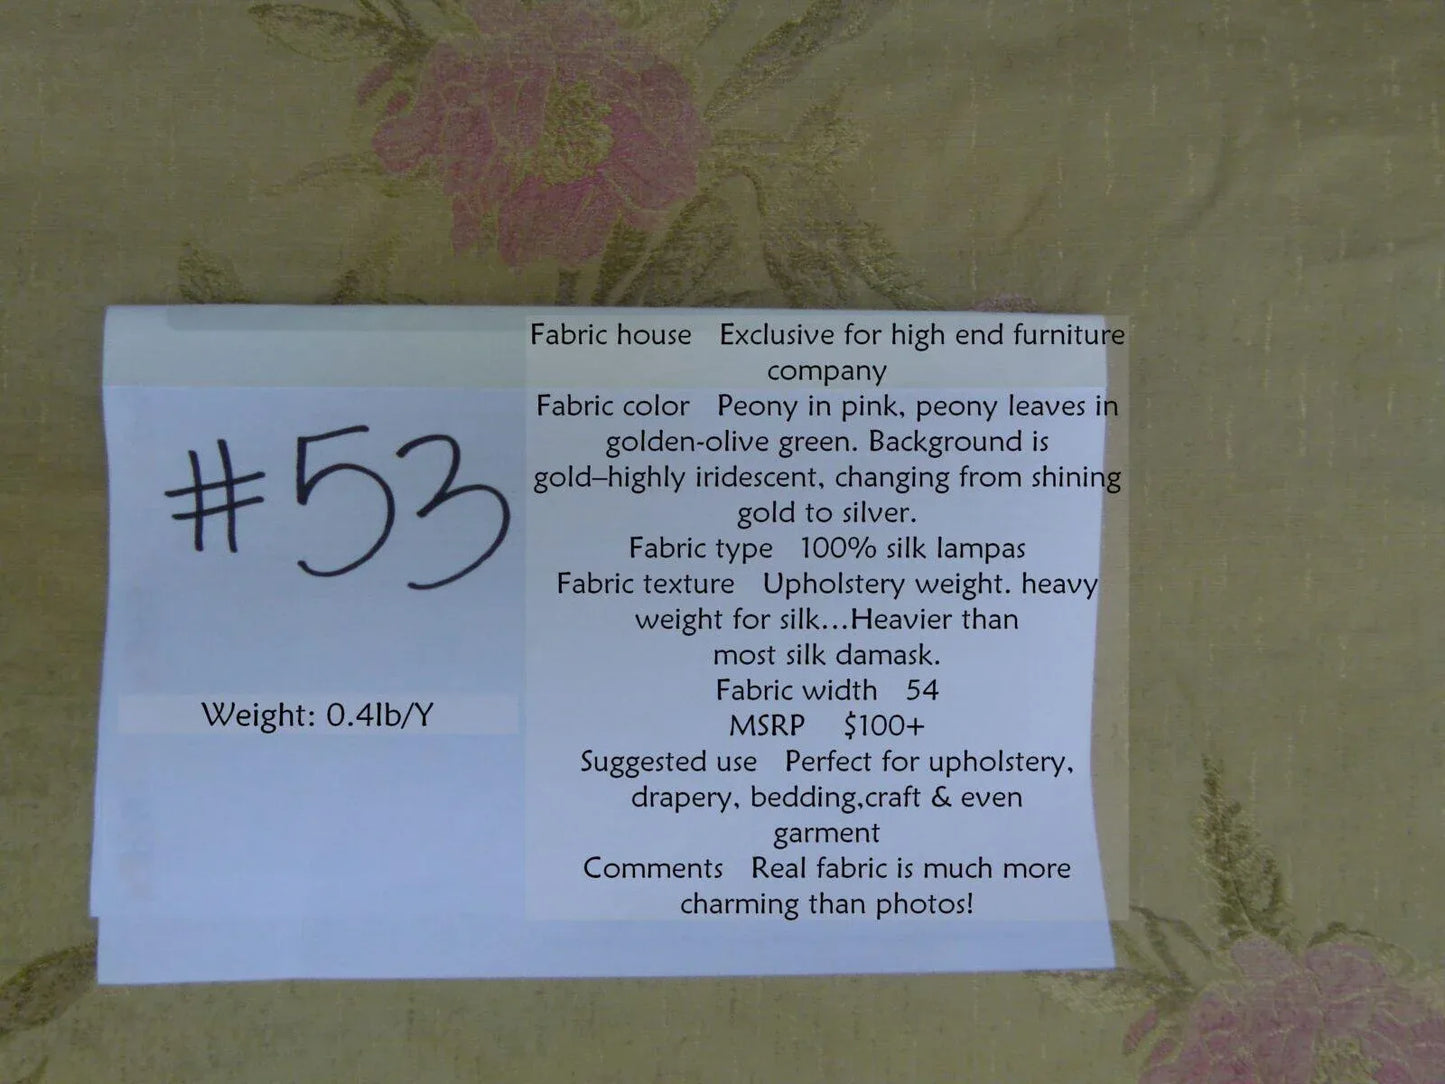 Fabric house Exclusive for high end furniture
company
Fabric color Peony in pink, peony leaves in
golden-olive green. Background is
gold–highly iridescent, changing from shining
gold to silver.
Fabric type 100% silk lampas
Fabric texture Upholstery weight. heavy
weight for silk...Heavier than
most silk damask.
Fabric width 54
MSRP $100+
Suggested use Perfect for upholstery,
drapery, bedding,craft & even
garment
Comments Real fabric is much more
charming than photos!
#53
Weight: 0.4lb/Y